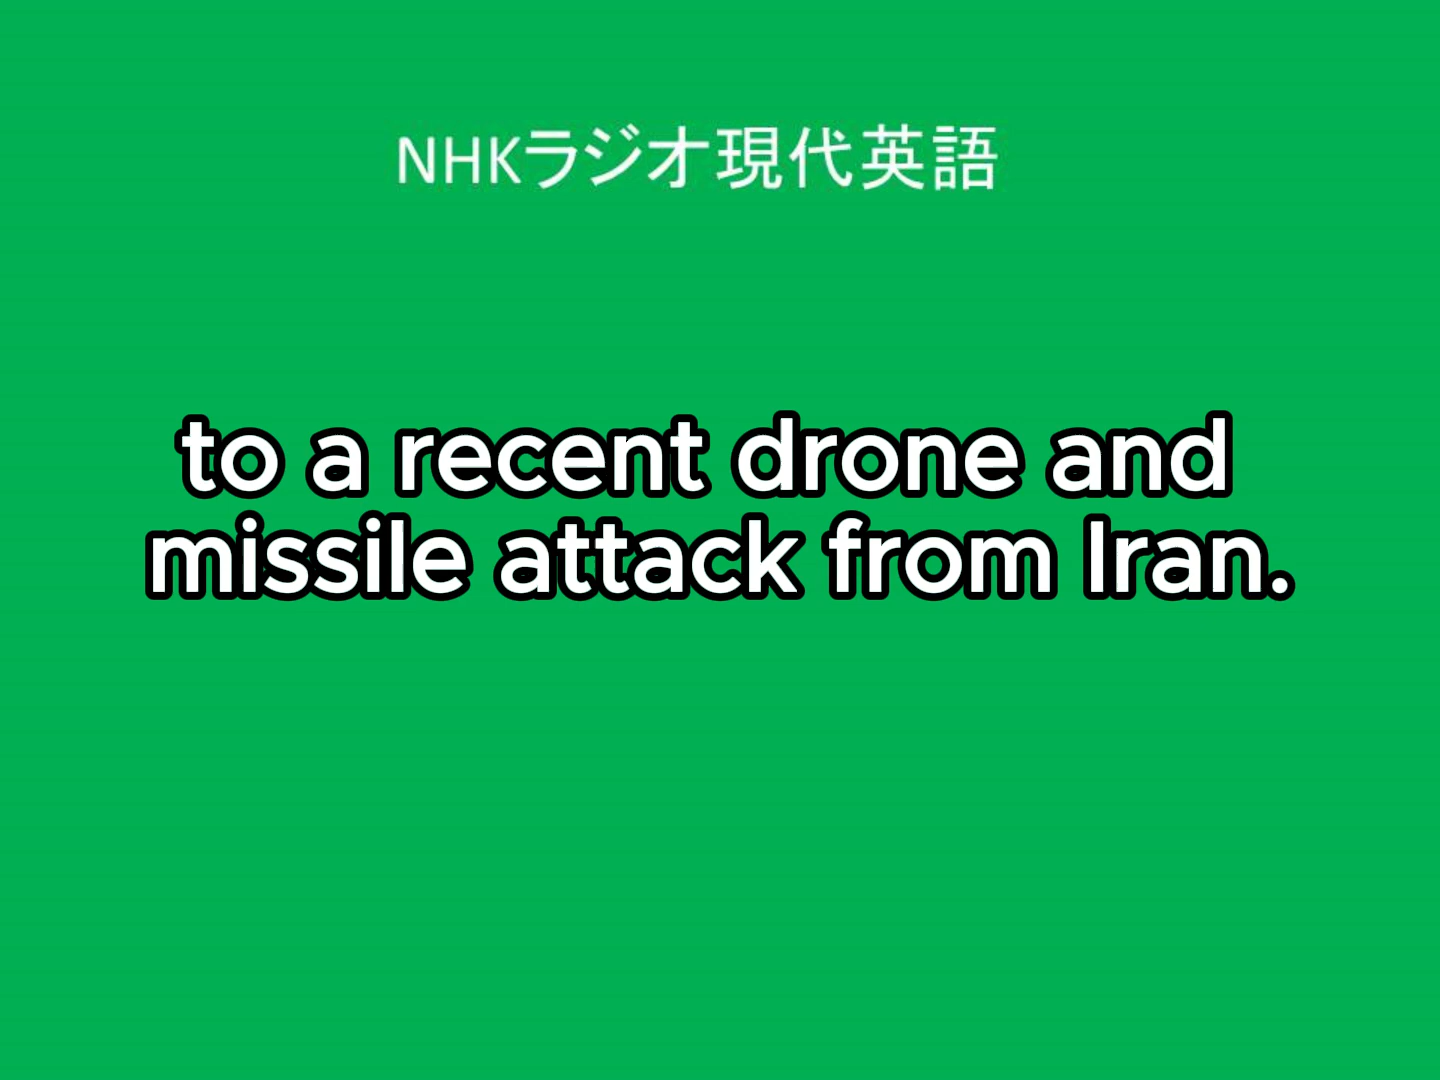 NHKラジオ現代英語
to a recent drone and
missile attack from Iran.